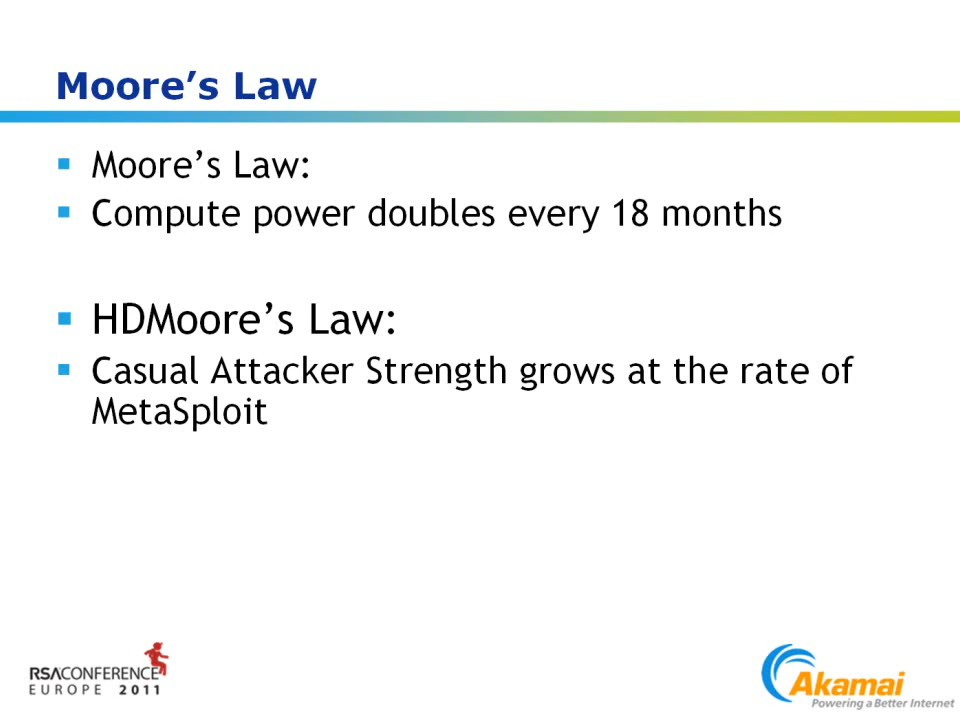 Moore’s Law
Moore’s Law:
Compute power doubles every 18 months
HDMoore’s Law:
Casual Attacker Strength grows at the rate of
MetaSploit
RSACONFERENCE
EUROPE 2011
Akamai
Powering a Better Internet